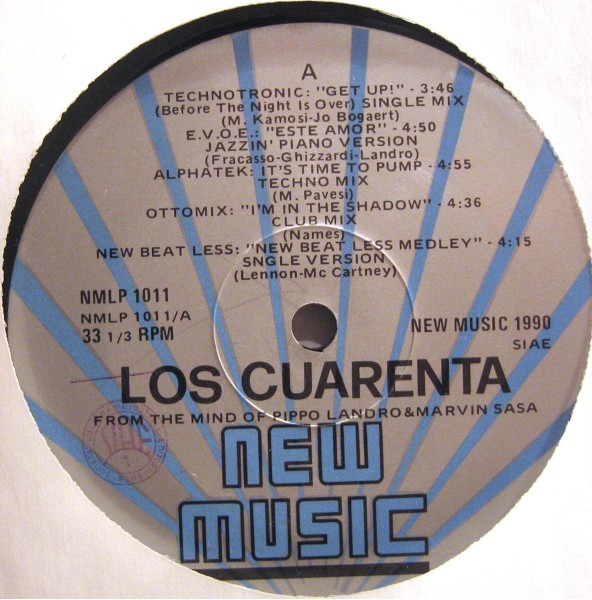 A
TECHNOTRONIC: "GET UP!" - 3:46
(Before The Night Is Over) SINGLE MIX
(M. Kamosi-Jo Bogaert)
E.V.O.E.: "ESTE AMOR" - 4:50
JAZZIN' PIANO VERSION
(Fracasso-Ghizzardi-Landro)
ALPHATEK: IT'S TIME TO PUMP - 4:55
TECHNO MIX
(M. Pavesi)
OTTOMIX: "I'M IN THE SHADOW" - 4:36
CLUB MIX
(Names)
NEW BEAT LESS: "NEW BEAT LESS MEDLEY" - 4:15
SNGLE VERSION
(Lennon-Mc Cartney)
NMLP 1011
NMLP 1011/A
33 1/3 RPM
NEW MUSIC 1990
SIAE
LOS CUARENTA
FROM THE MIND OF PIPPO LANDRO&MARVIN SASA
NEW
MUSIC